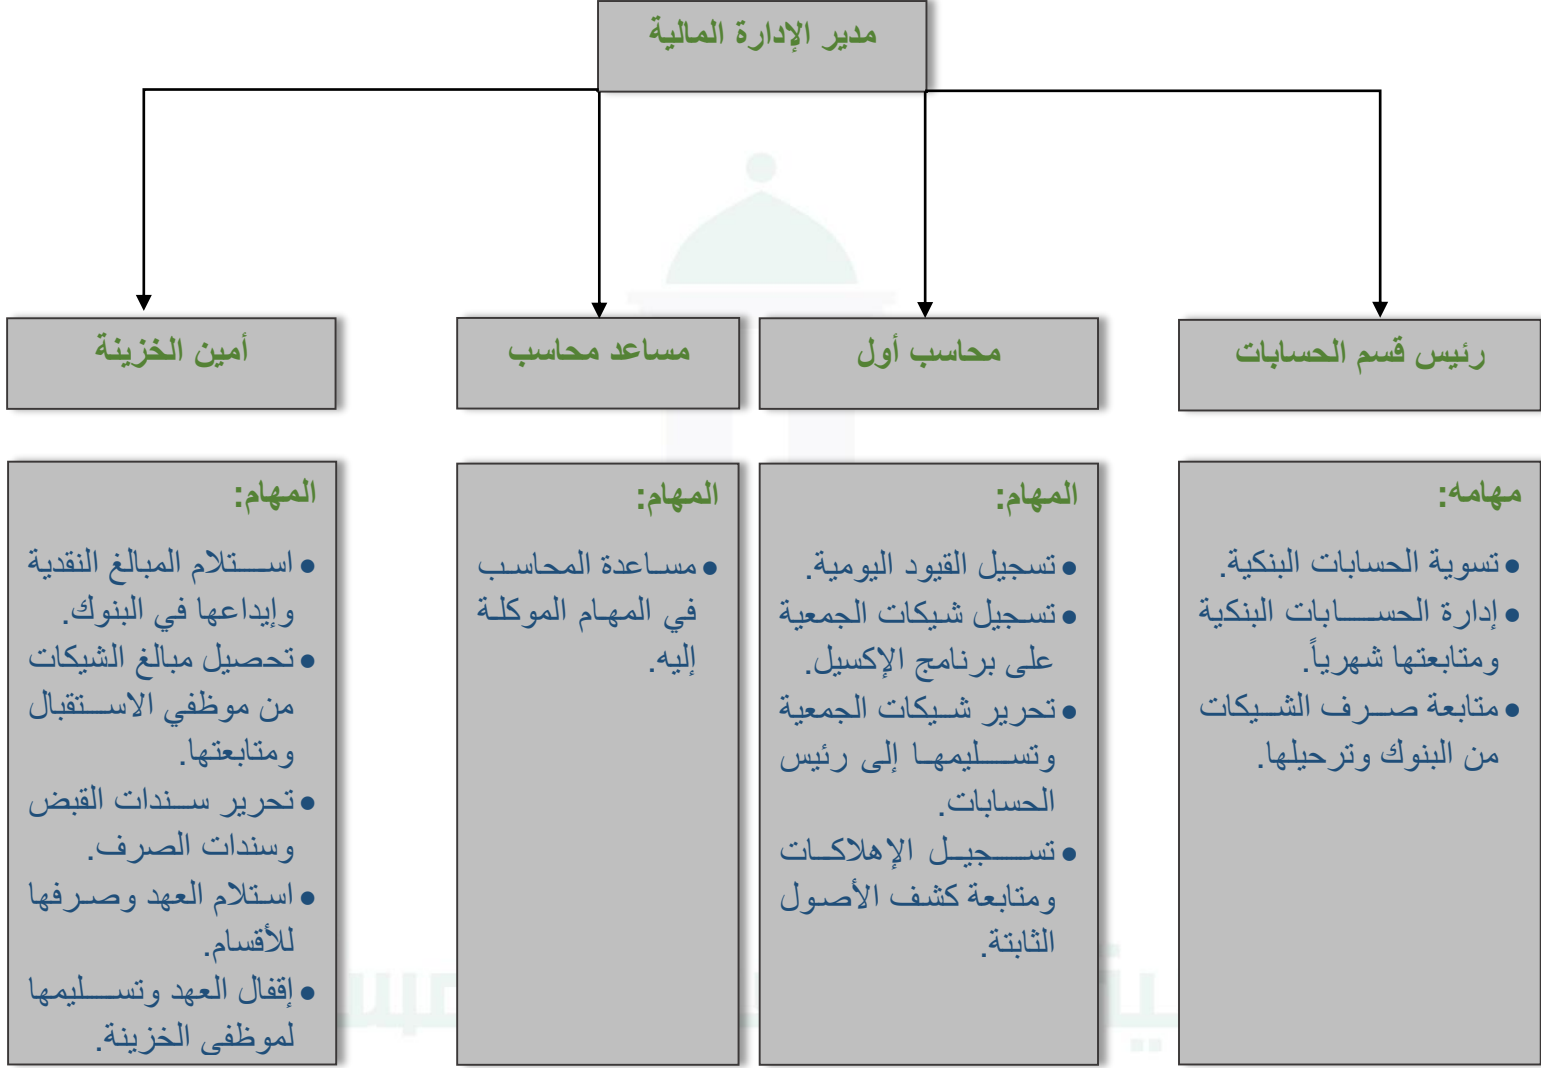 مدير الإدارة المالية
رئيس قسم الحسابات
مهامه:
• تسوية الحسابات البنكية.
• إدارة الحسابات البنكية
ومتابعتها شهرياً.
• متابعة صرف الشيكات
من البنوك وترحيلها.
محاسب أول
المهام:
• تسجيل القيود اليومية.
• تسجيل شيكات الجمعية
على برنامج الإكسيل.
• تحرير شيكات الجمعية
وتسليمها إلى رئيس
الحسابات.
• تسجيل الإهلاكات
ومتابعة كشف الأصول
الثابتة.
مساعد محاسب
المهام:
• مساعدة المحاسب
في المهام الموكلة
إليه.
أمين الخزينة
المهام:
• استلام المبالغ النقدية
وإيداعها في البنوك.
• تحصيل مبالغ الشيكات
من موظفي الاستقبال
ومتابعتها.
• تحرير سندات القبض
وسندات الصرف.
• استلام العهد وصرفها
للأقسام.
• إقفال العهد وتسليمها
لموظفى الخزينة.